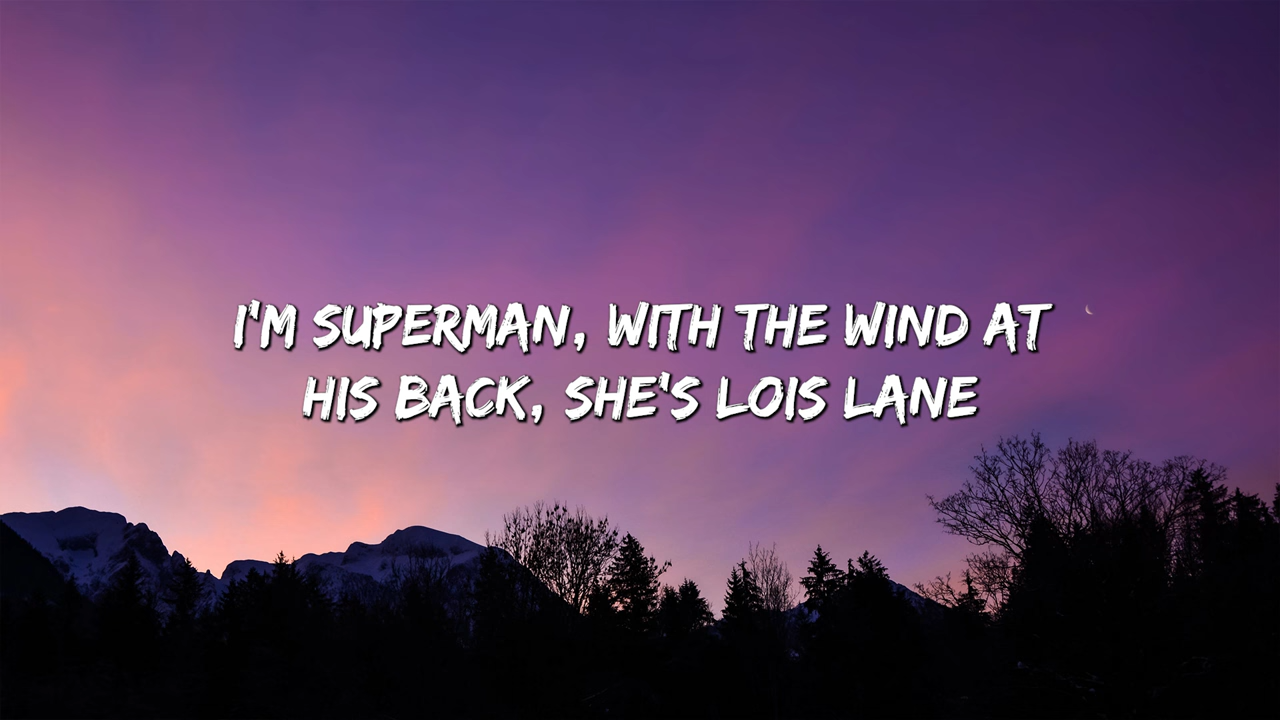 I'M SUPERMAN, WITH THE WIND AT
HIS BACK, SHE'S LOIS LANE